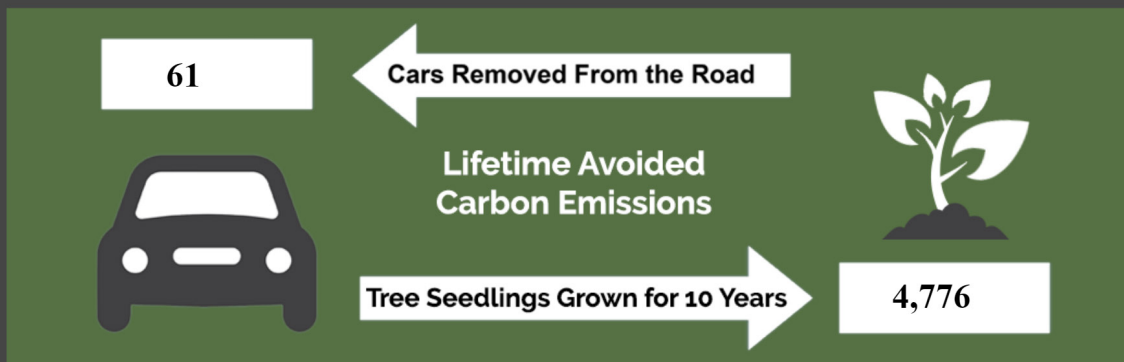 61
Cars Removed From the Road
Lifetime Avoided
Carbon Emissions
Tree Seedlings Grown for 10 Years
4,776